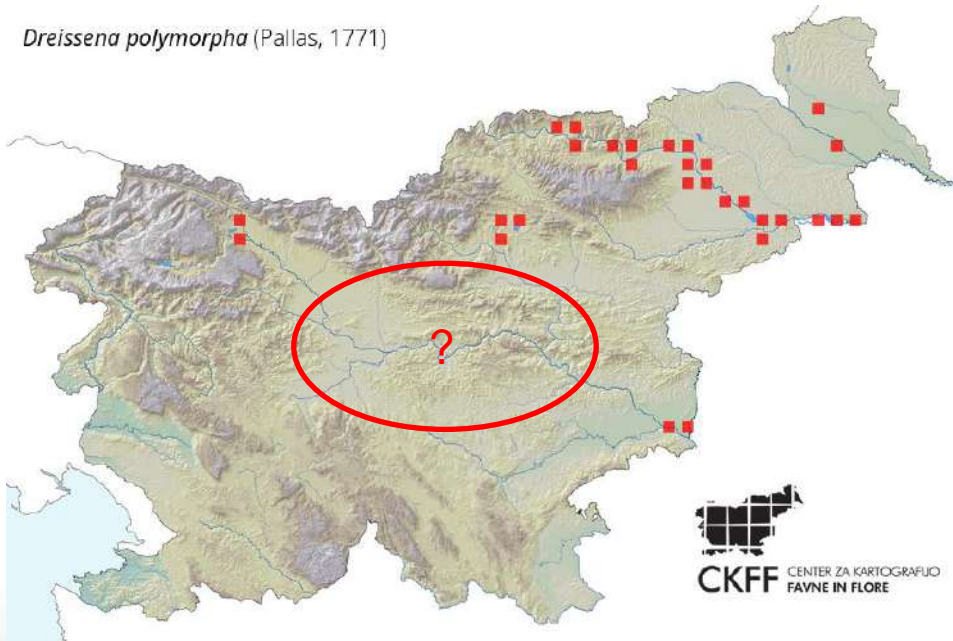 Dreissena polymorpha (Pallas, 1771)
?
CKFF CENTER ZA KARTOGRAFIJO
FAVNE IN FLORE